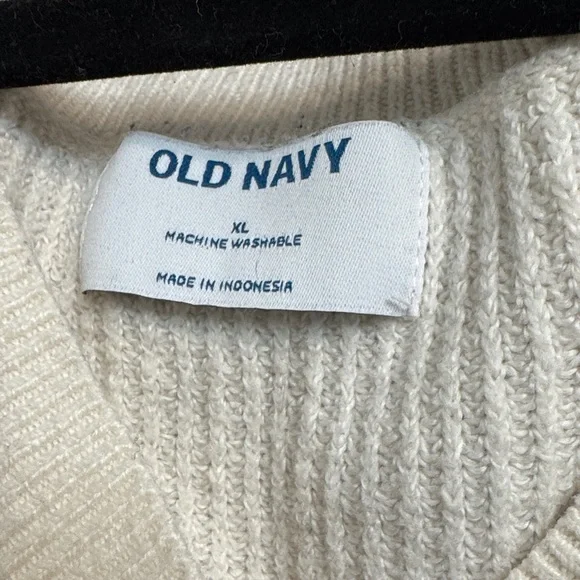 OLD NAVY
XL
MACHINE WASHABLE
MADE IN INDONESIA